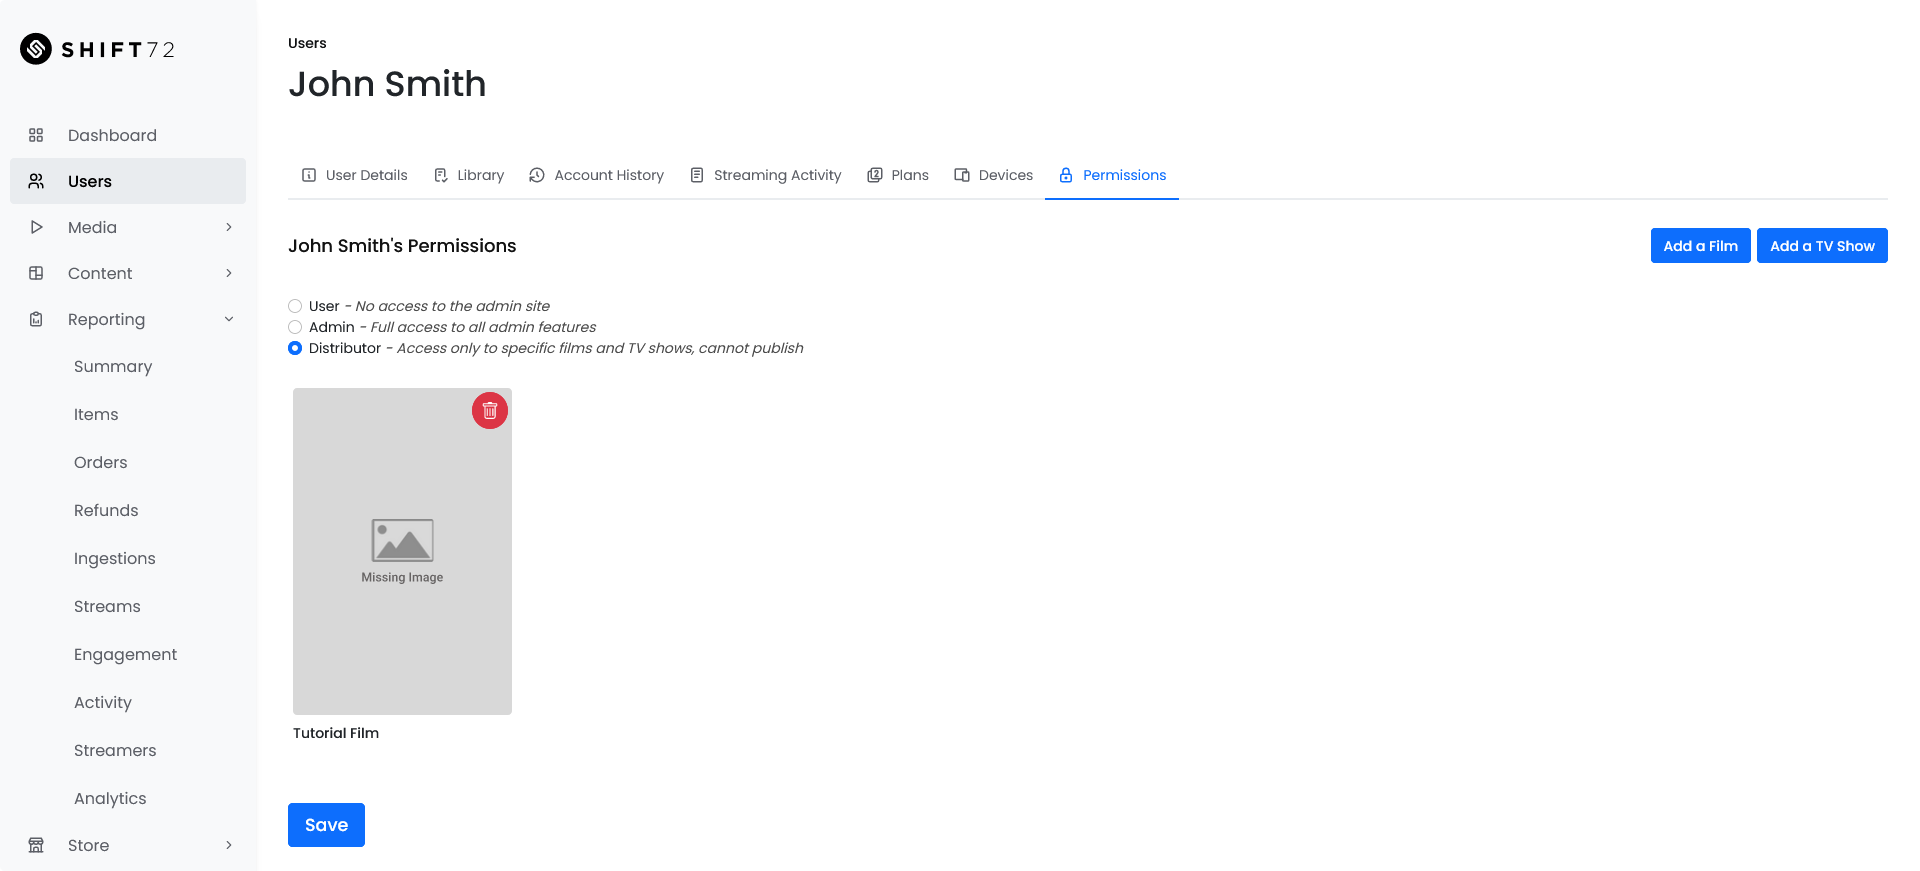 SHIFT72
Dashboard
Users
Media
Content
Reporting
Summary
Items
Orders
Refunds
Ingestions
Streams
Engagement
Activity
Streamers
Analytics
Store
Users
John Smith
User Details Library Account History Streaming Activity Plans Devices Permissions
John Smith's Permissions
Add a Film Add a TV Show
User - No access to the admin site
Admin - Full access to all admin features
Distributor - Access only to specific films and TV shows, cannot publish
Missing Image
Tutorial Film
Save